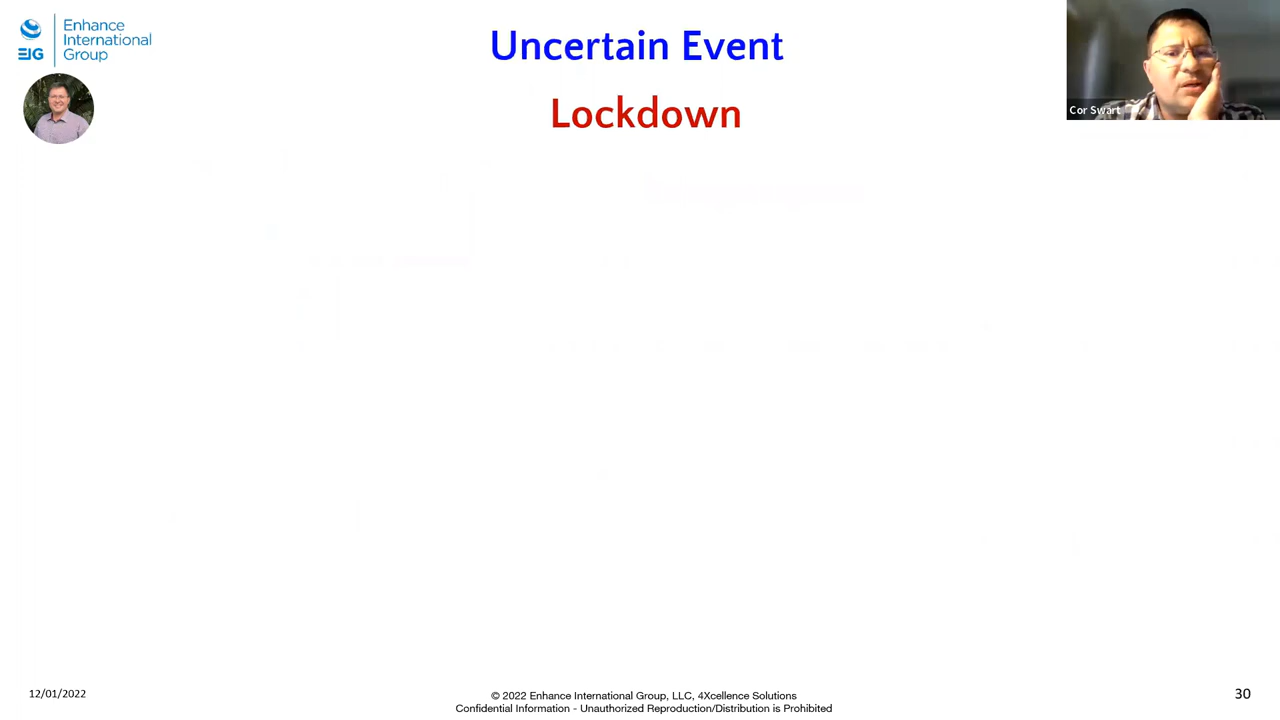 Enhance
International
Group
EIG
Uncertain Event
Lockdown
Cor Swart
12/01/2022
© 2022 Enhance International Group, LLC, 4Xcellence Solutions
Confidential Information - Unauthorized Reproduction/Distribution is Prohibited
30